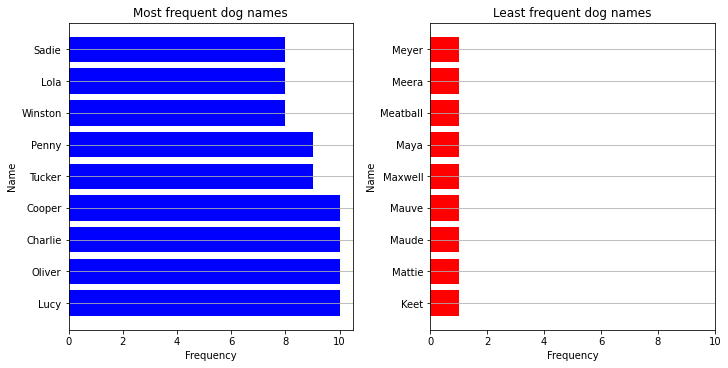 Most frequent dog names
Sadie
Lola
Winston
Penny
Tucker
Cooper
Charlie
Oliver
Lucy
Name
0 2 4 6 8 10
Frequency
Least frequent dog names
Meyer
Meera
Meatball
Maya
Maxwell
Mauve
Maude
Mattie
Keet
Name
0 2 4 6 8 10
Frequency